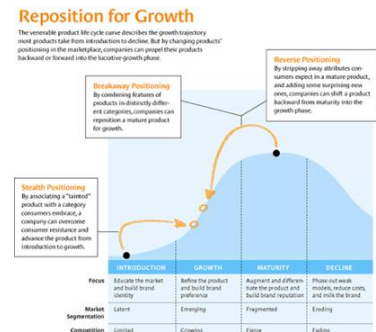 Reposition for Growth
The venerable product life cycle curve describes the growth trajectory
most products take from introduction to decline. But by changing products'
positioning in the marketplace, companies can propel their products
backward or forward into the lucrative growth phase.
Reverse Positioning
By stripping away attributes con-
sumers expect in a mature product,
and adding some surprising new
ones, companies can shift a product
backward from maturity into the
growth phase.
Breakaway Positioning
By combining features of
products in distinctly differ-
ent categories, companies can
reposition a mature product
for growth.
Stealth Positioning
By associating a "tainted"
product with a category
consumers embrace, a
company can overcome
consumer resistance and
advance the product from
introduction to growth.
INTRODUCTION GROWTH MATURITY DECLINE
Focus Educate the market Refine the product Augment and differen- Phase out weak
and build brand and build brand tiate the product and models, reduce costs,
identity preference build brand reputation and milk the brand
Market Latent Emerging Fragmented Eroding
Segmentation
Competition Limited Growing Fierce Fading